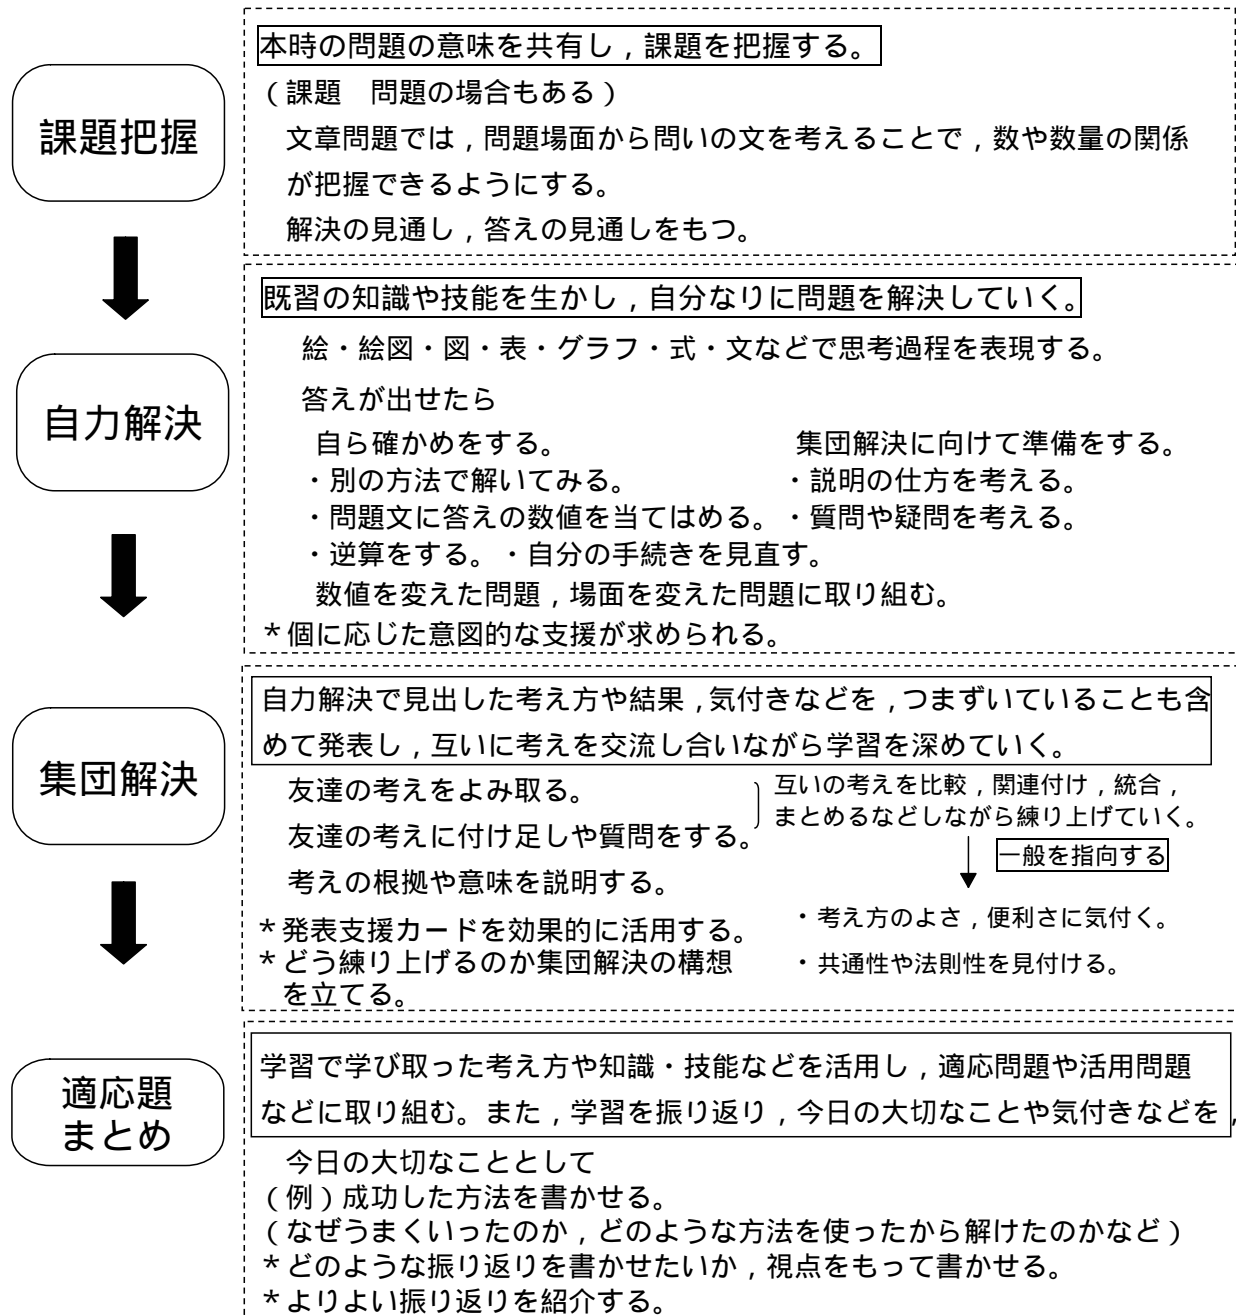 課題把握
本時の問題の意味を共有し，課題を把握する。
（課題　問題の場合もある）
文章問題では，問題場面から問いの文を考えることで，数や数量の関係
が把握できるようにする。
解決の見通し，答えの見通しをもつ。
自力解決
既習の知識や技能を生かし，自分なりに問題を解決していく。
絵・絵図・図・表・グラフ・式・文などで思考過程を表現する。
答えが出せたら
自ら確かめをする。
・別の方法で解いてみる。
・問題文に答えの数値を当てはめる。
・逆算をする。・自分の手続きを見直す。
集団解決に向けて準備をする。
・説明の仕方を考える。
・質問や疑問を考える。
数値を変えた問題，場面を変えた問題に取り組む。
＊個に応じた意図的な支援が求められる。
集団解決
自力解決で見出した考え方や結果，気付きなどを，つまずいていることも含
めて発表し，互いに考えを交流し合いながら学習を深めていく。
友達の考えをよみ取る。
友達の考えに付け足しや質問をする。
考えの根拠や意味を説明する。
互いの考えを比較，関連付け，統合，
まとめるなどしながら練り上げていく。
一般を指向する
・考え方のよさ，便利さに気付く。
・共通性や法則性を見付ける。
＊発表支援カードを効果的に活用する。
＊どう練り上げるのか集団解決の構想
を立てる。
適応題
まとめ
学習で学び取った考え方や知識・技能などを活用し，適応問題や活用問題
などに取り組む。また，学習を振り返り，今日の大切なことや気付きなどを，
今日の大切なこととして
（例）成功した方法を書かせる。
（なぜうまくいったのか，どのような方法を使ったから解けたのかなど）
＊どのような振り返りを書かせたいか，視点をもって書かせる。
＊よりよい振り返りを紹介する。